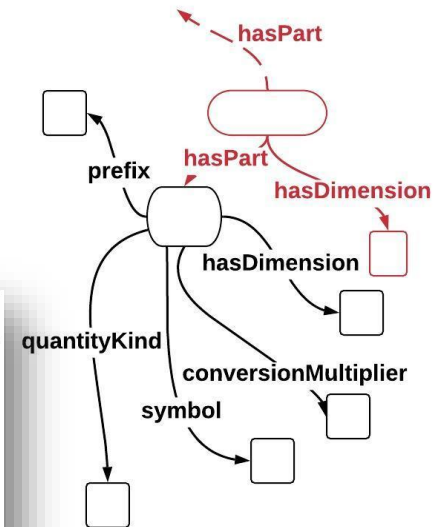 hasPart
hasPart
prefix
hasDimension
hasDimension
quantityKind
conversionMultiplier
symbol